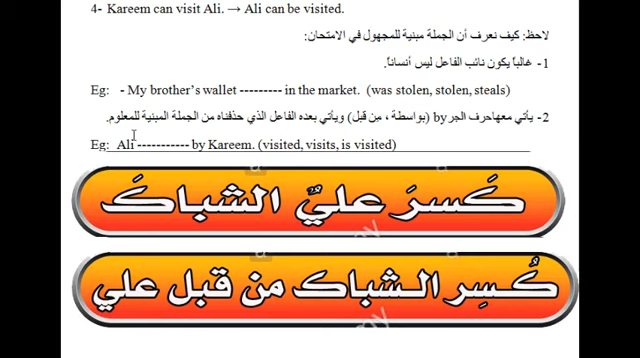 4- Kareem can visit Ali. → Ali can be visited.
لاحظ: كيف نعرف أن الجملة مبنية للمجهول في الامتحان:
1- غالباً يكون نائب الفاعل ليس أنساناً.
Eg: - My brother's wallet --------- in the market. (was stolen, stolen, steals)
2- يأتي معها حرف الجر by (بواسطة ، من قبل) ويأتي بعده الفاعل الذي حذفناه من الجملة المبنية للمعلوم.
Eg: Ali ----------- by Kareem. (visited, visits, is visited)
كَسرَ عليٌ الشباكَ
كُسِر الشباك من قبل علي